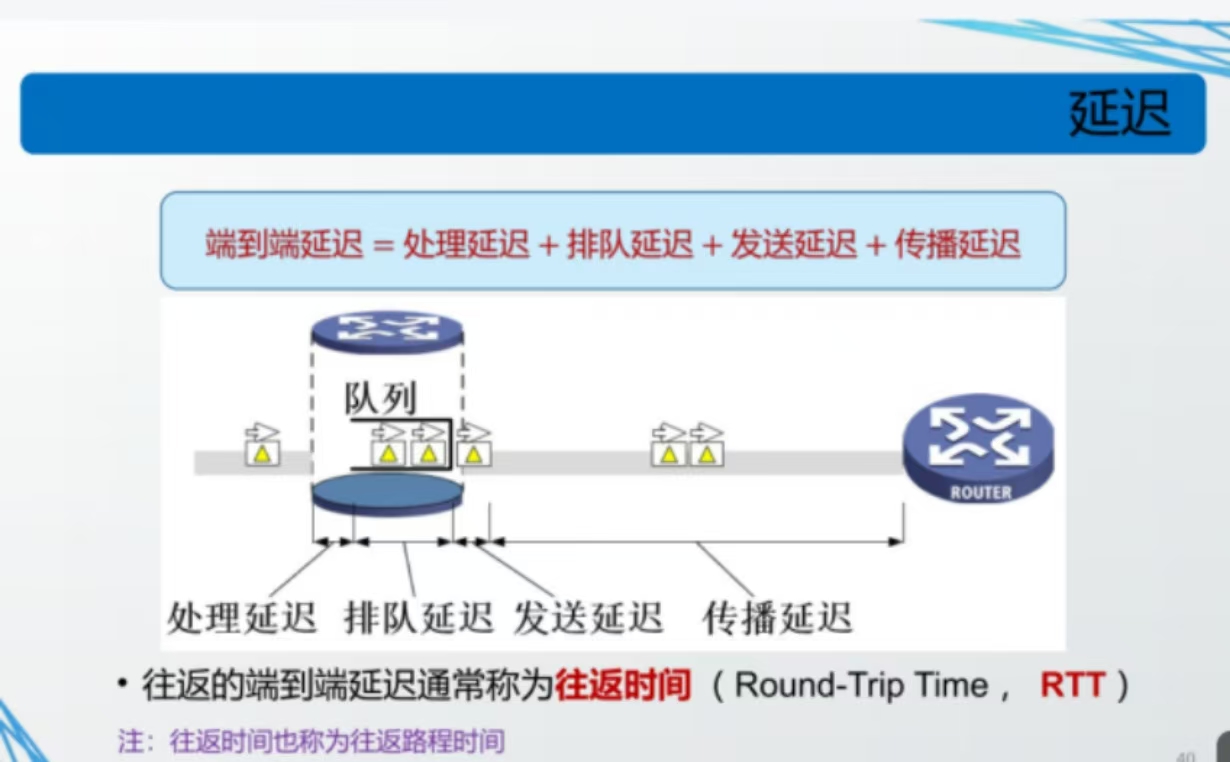 延迟
端到端延迟 = 处理延迟 + 排队延迟 + 发送延迟 + 传播延迟
队列
ROUTER
处理延迟 排队延迟 发送延迟 传播延迟
• 往返的端到端延迟通常称为往返时间（Round-Trip Time， RTT）
注：往返时间也称为往返路程时间
40